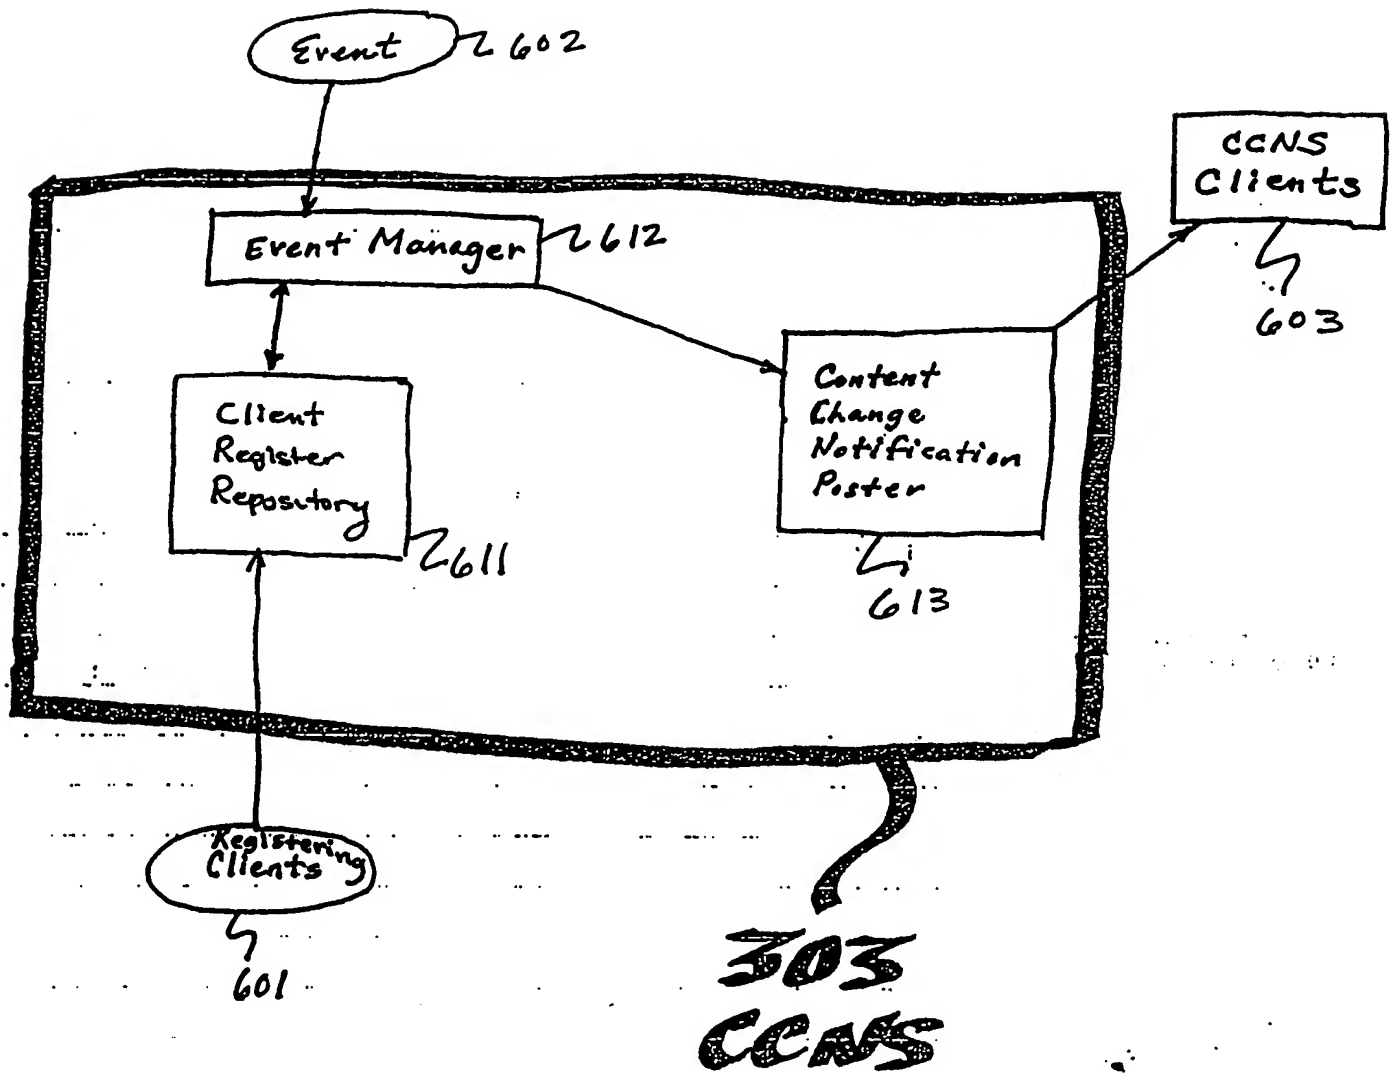 Event
602
CCNS
Clients
603
Event Manager
612
Client
Register
Repository
611
Content
Change
Notification
Poster
613
Registering
Clients
601
303
CCNS